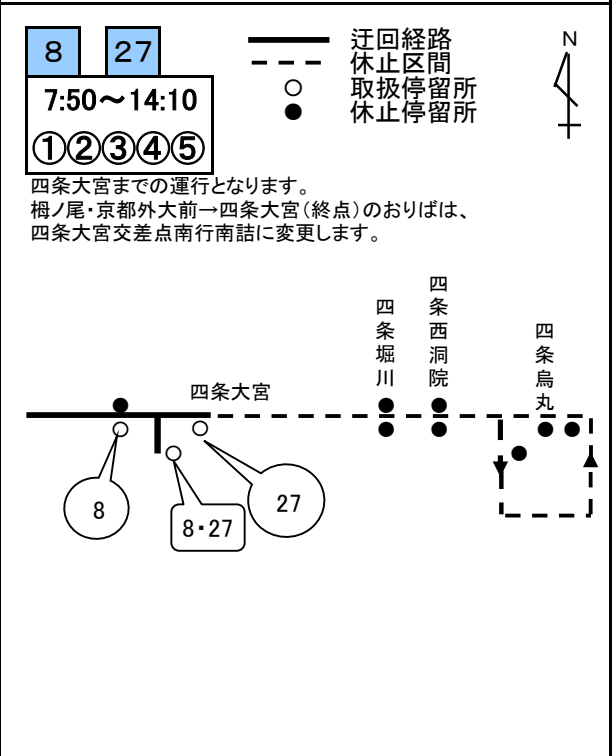 8 27
7:50～14:10
①②③④⑤
迂回経路
休止区間
取扱停留所
休止停留所
N
四条大宮までの運行となります。
栂ノ尾・京都外大前→四条大宮(終点)のおりばは、
四条大宮交差点南行南詰に変更します。
四条大宮
四条堀川
四条西洞院
四条烏丸
8
8・27
27